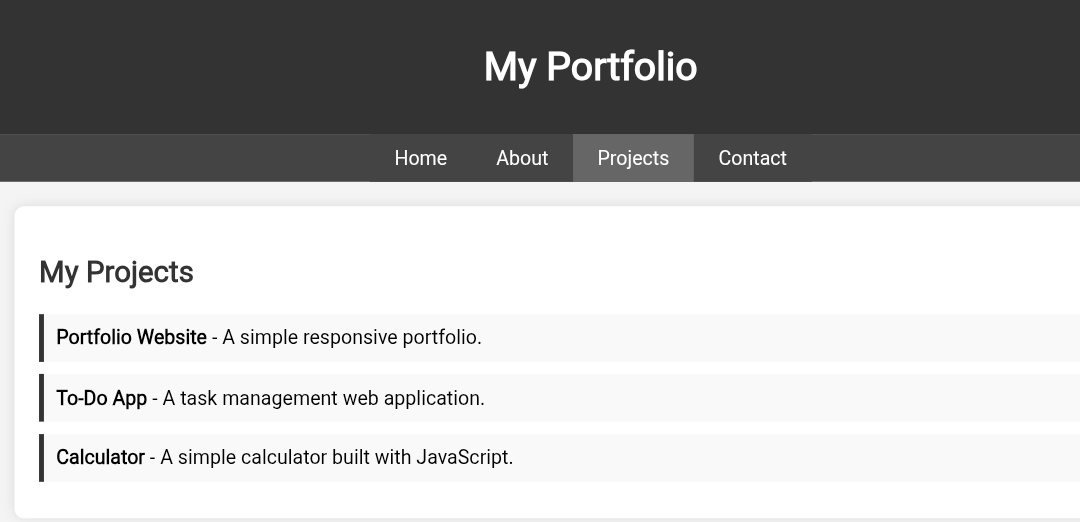 My Portfolio
Home About Projects Contact
My Projects
Portfolio Website - A simple responsive portfolio.
To-Do App - A task management web application.
Calculator - A simple calculator built with JavaScript.